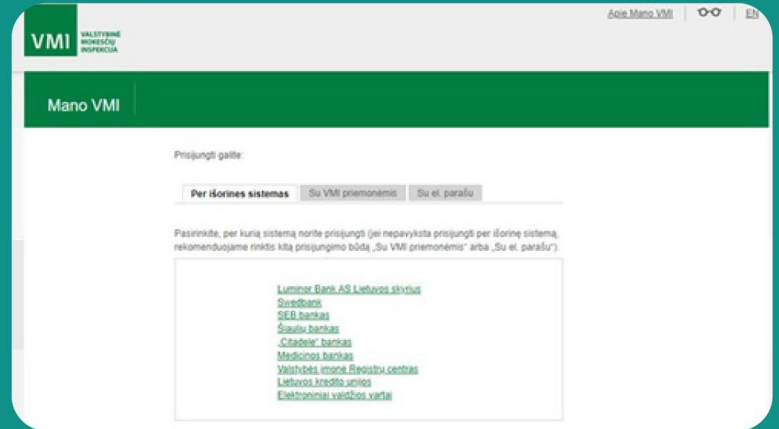 Apie Mano VMI
EN
VMI
VALSTYBINĖ
MOKESČIŲ
INSPEKCIJA
Mano VMI
Prisijungti galite:
Per išorines sistemas
Su VMI priemonėmis
Su el. parašu
Pasirinkite, per kurią sistemą norite prisijungti (jei nepavyksta prisijungti per išorinę sistemą,
rekomenduojame rinktis kitą prisijungimo būdą „Su VMI priemonėmis“ arba „Su el. parašu“).
Luminor Bank AS Lietuvos skyrius
Swedbank
SEB bankas
Šiaulių bankas
„Citadele“ bankas
Medicinos bankas
Valstybės įmonė Registrų centras
Lietuvos kredito unijos
Elektroniniai valdžios vartai